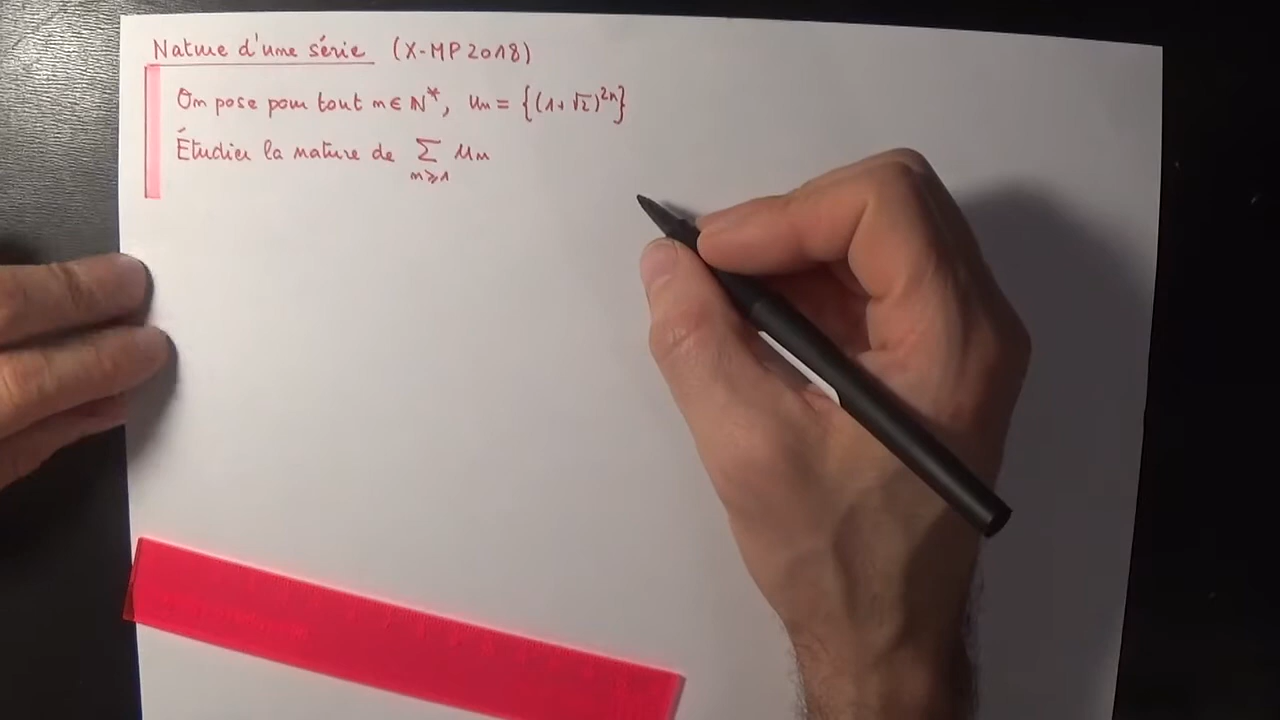 Nature d'une série (X-MP 2018)
On pose pour tout n ∈ ℕ*, uₙ = {(1+√2)²ⁿ}
Étudier la nature de ∑ uₙ
n≥1